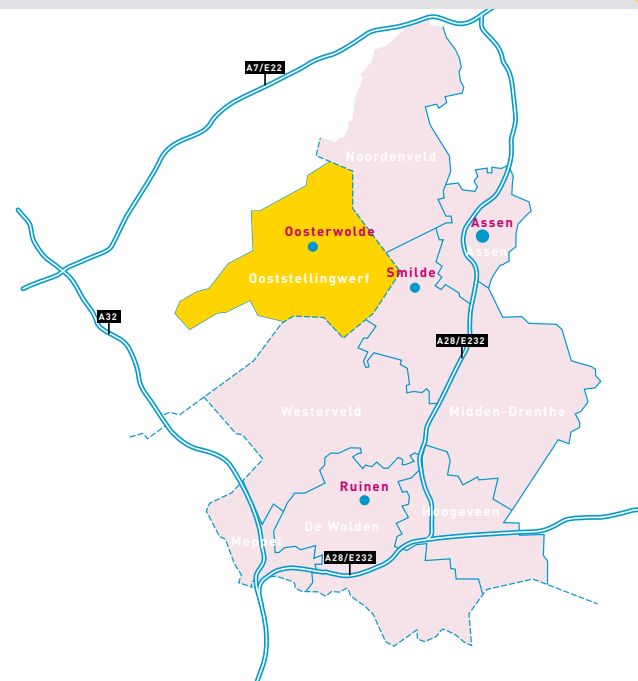 A7/E22
Noordenveld
Assen
Oosterwolde
Assen
Smilde
Ooststellingwerf
A32
A28/E232
Westerveld
Midden-Drenthe
Ruinen
Hoogeveen
De Wolden
Meppel
A28/E232